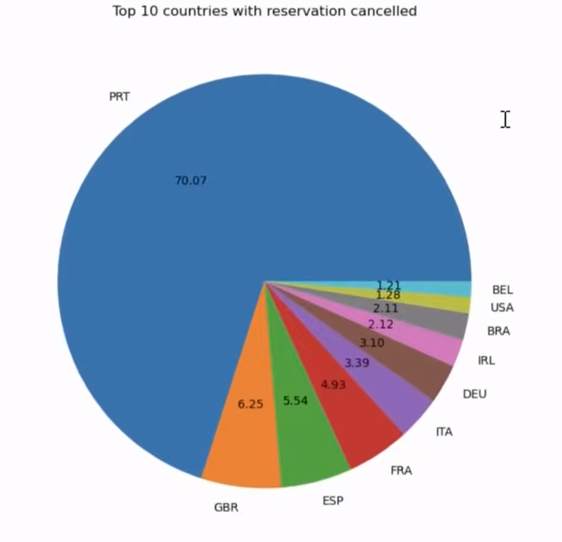 Top 10 countries with reservation cancelled
PRT
70.07
1.21
BEL
1.28
USA
2.11
BRA
2.12
IRL
3.10
DEU
3.39
ITA
4.93
FRA
5.54
ESP
6.25
GBR